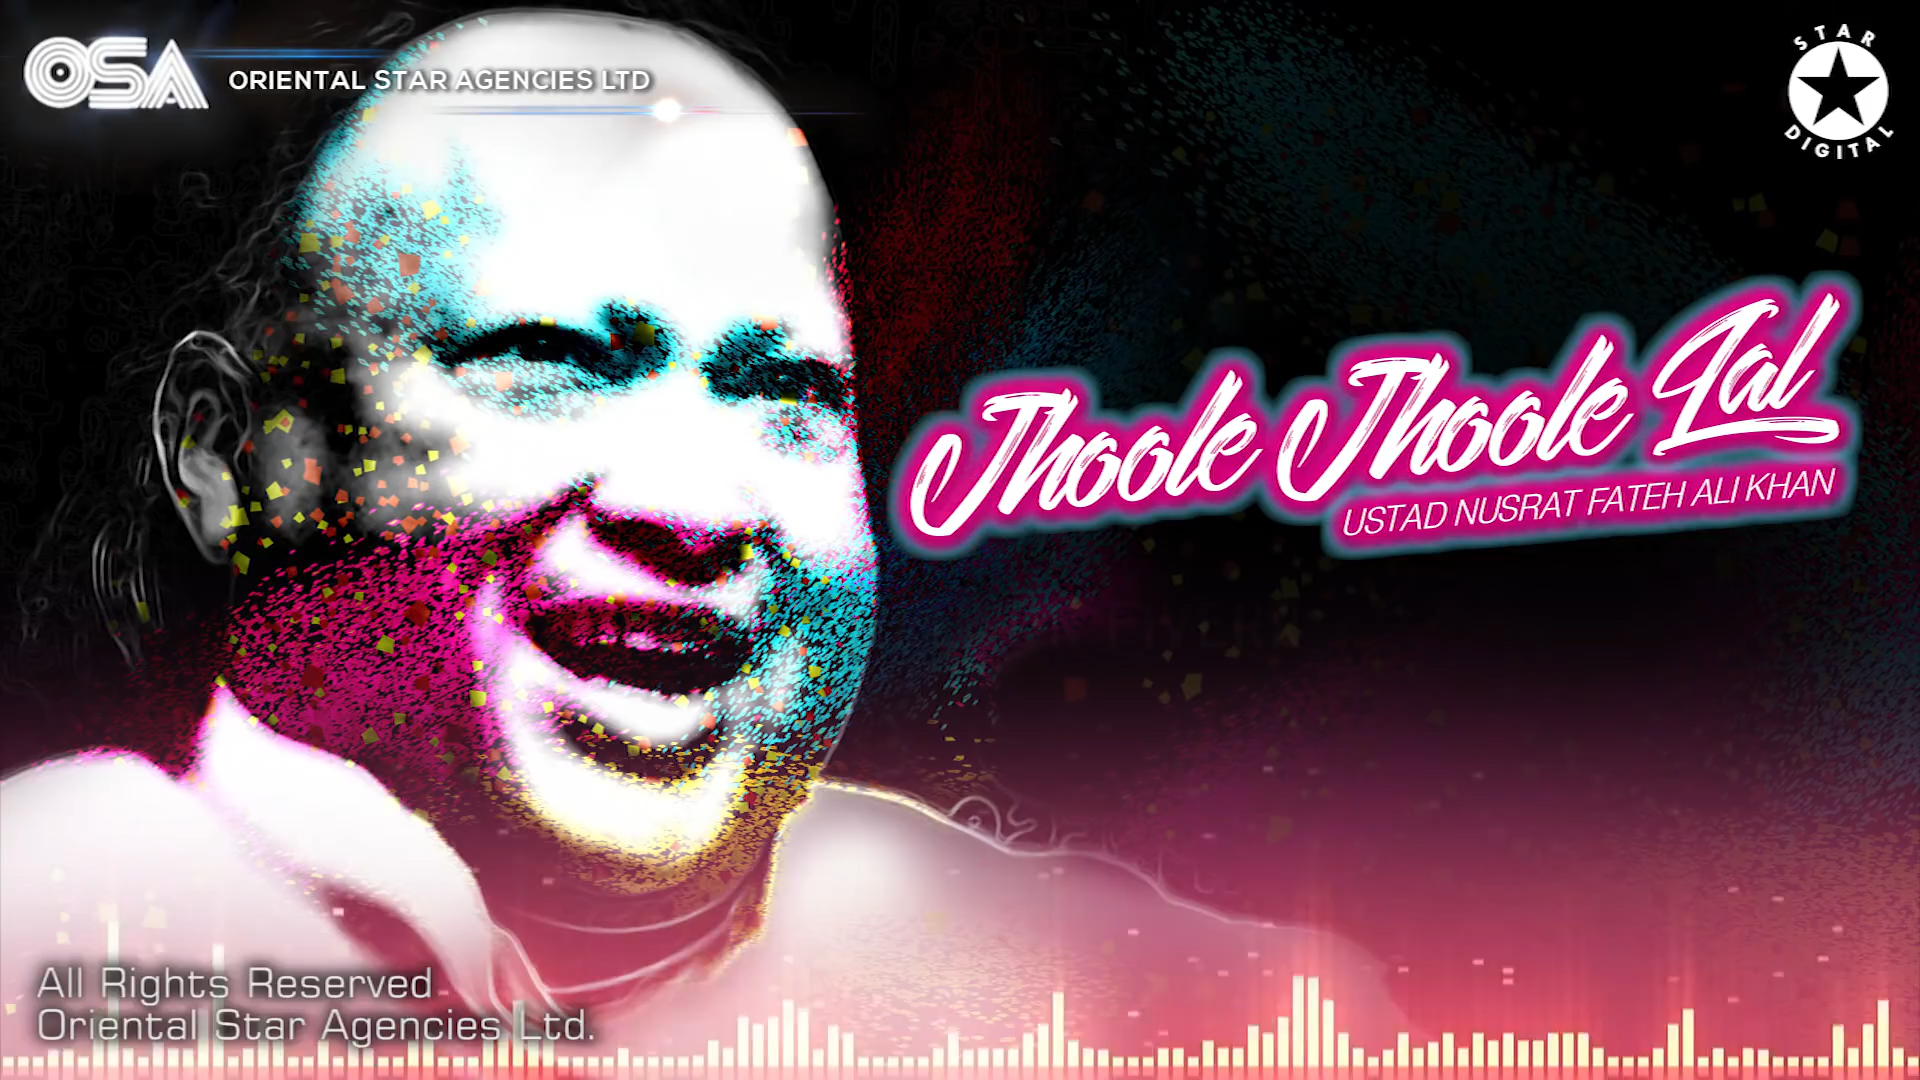 OSA
ORIENTAL STAR AGENCIES LTD
STAR
DIGITAL
Jhoole Jhoole Lal
USTAD NUSRAT FATEH ALI KHAN
All Rights Reserved
Oriental Star Agencies Ltd.